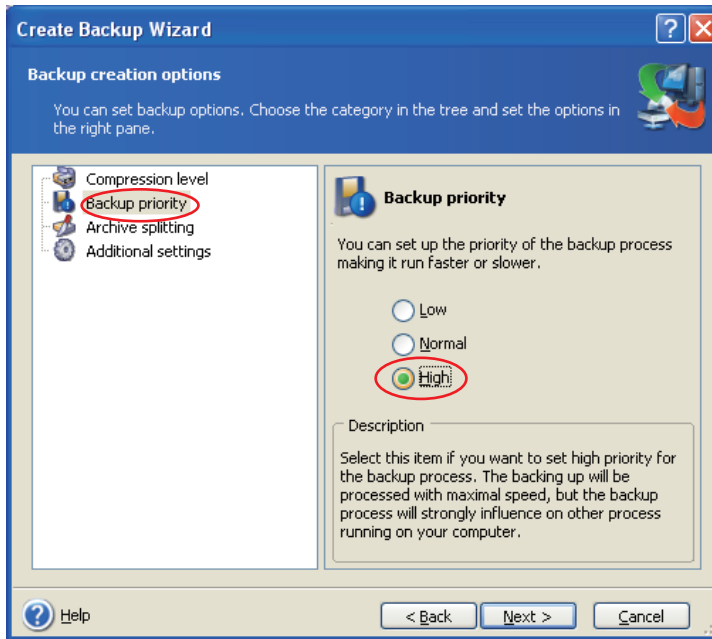 Create Backup Wizard
?
Backup creation options
You can set backup options. Choose the category in the tree and set the options in
the right pane.
Compression level
Backup priority
Archive splitting
Additional settings
Backup priority
You can set up the priority of the backup process
making it run faster or slower.
Low
Normal
High
Description
Select this item if you want to set high priority for
the backup process. The backing up will be
processed with maximal speed, but the backup
process will strongly influence on other process
running on your computer.
? Help
< Back
Next >
Cancel